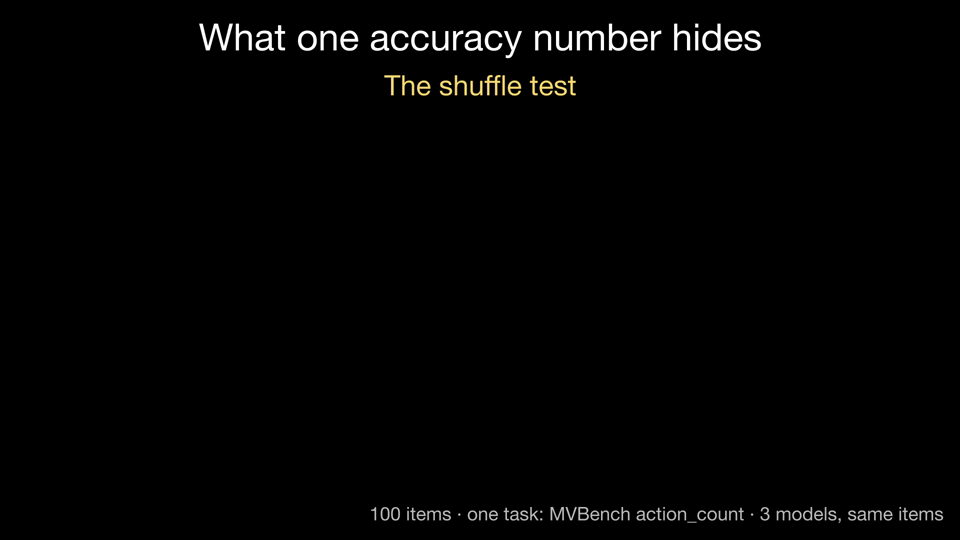 What one accuracy number hides
The shuffle test
100 items · one task: MVBench action_count · 3 models, same items